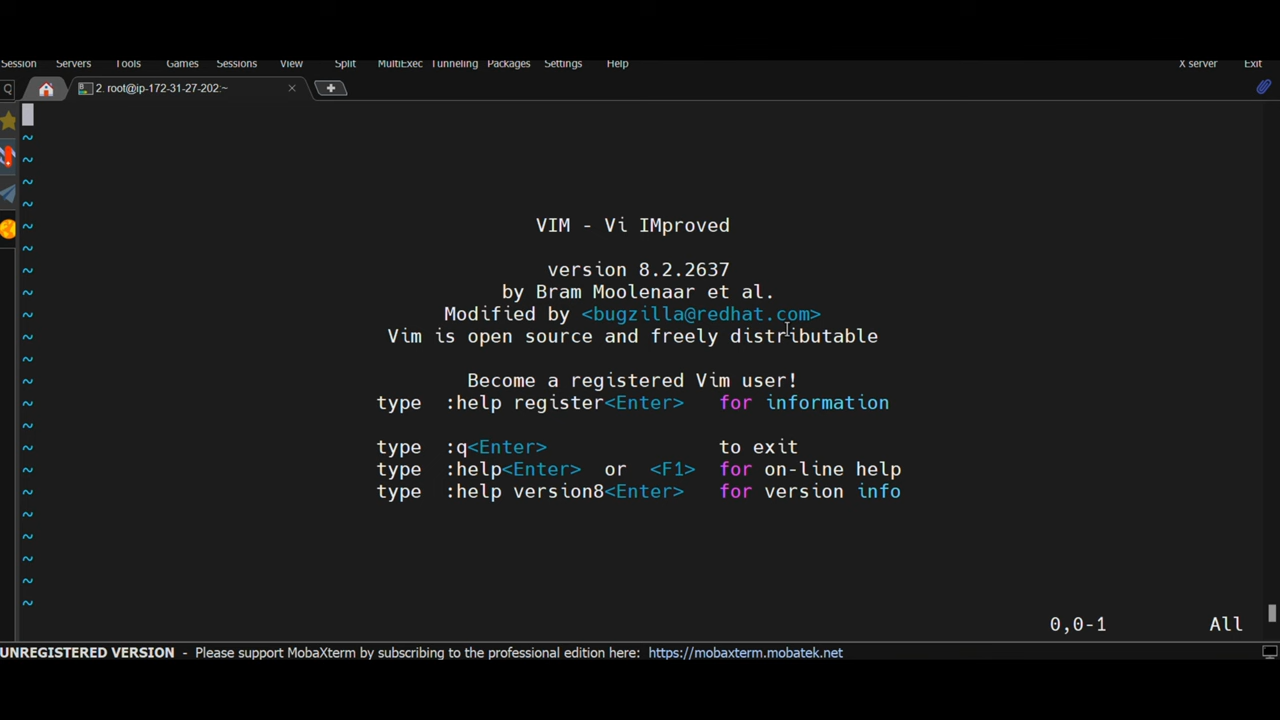 Session Servers Tools Games Sessions View Split MultiExec Tunneling Packages Settings Help X server Exit
2. root@ip-172-31-27-202:~
~
~
~
~
~ VIM - Vi IMproved
~
~ version 8.2.2637
~ by Bram Moolenaar et al.
~ Modified by <bugzilla@redhat.com>
~ Vim is open source and freely distributable
~
~ Become a registered Vim user!
~ type :help register<Enter> for information
~
~ type :q<Enter> to exit
~ type :help<Enter> or <F1> for on-line help
~ type :help version8<Enter> for version info
~
~
~
~
~
0,0-1 All
UNREGISTERED VERSION - Please support MobaXterm by subscribing to the professional edition here: https://mobaxterm.mobatek.net